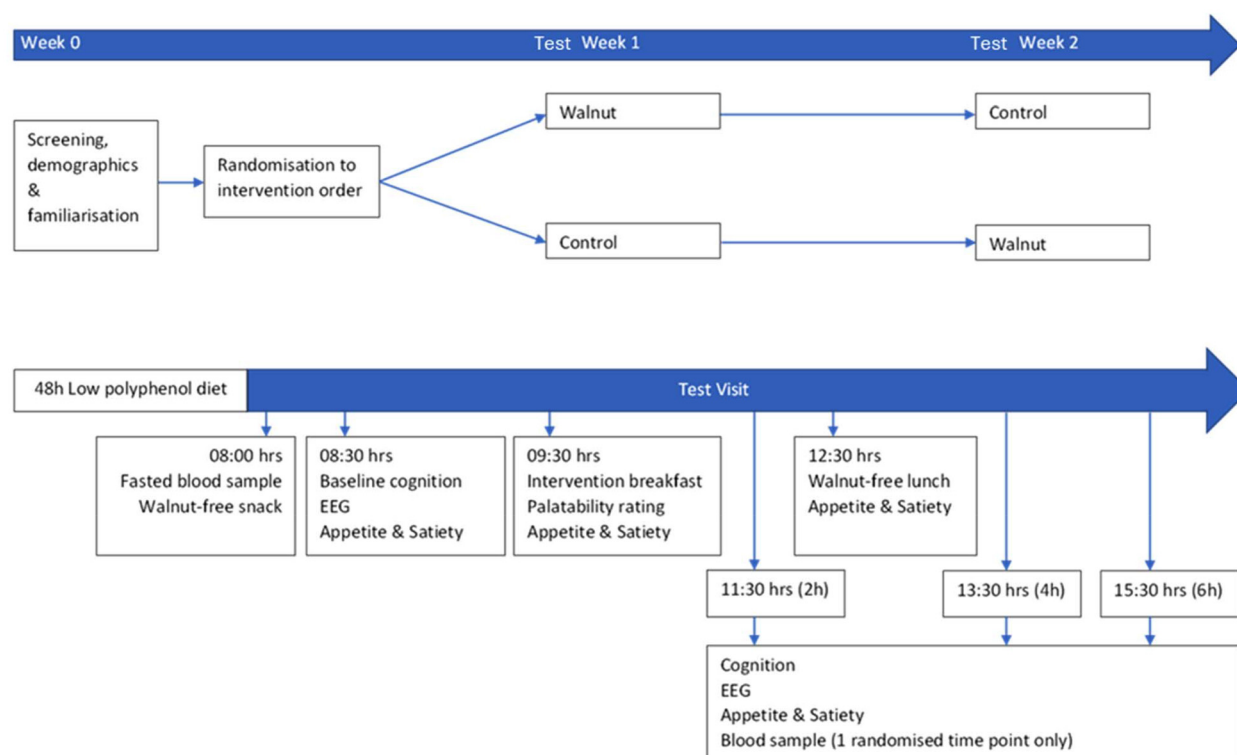 Week 0
Test Week 1
Test Week 2
Screening,
demographics
&
familiarisation
Randomisation to
intervention order
Walnut
Control
Control
Walnut
48h Low polyphenol diet
Test Visit
08:00 hrs
Fasted blood sample
Walnut-free snack
08:30 hrs
Baseline cognition
EEG
Appetite & Satiety
09:30 hrs
Intervention breakfast
Palatability rating
Appetite & Satiety
12:30 hrs
Walnut-free lunch
Appetite & Satiety
11:30 hrs (2h)
13:30 hrs (4h)
15:30 hrs (6h)
Cognition
EEG
Appetite & Satiety
Blood sample (1 randomised time point only)